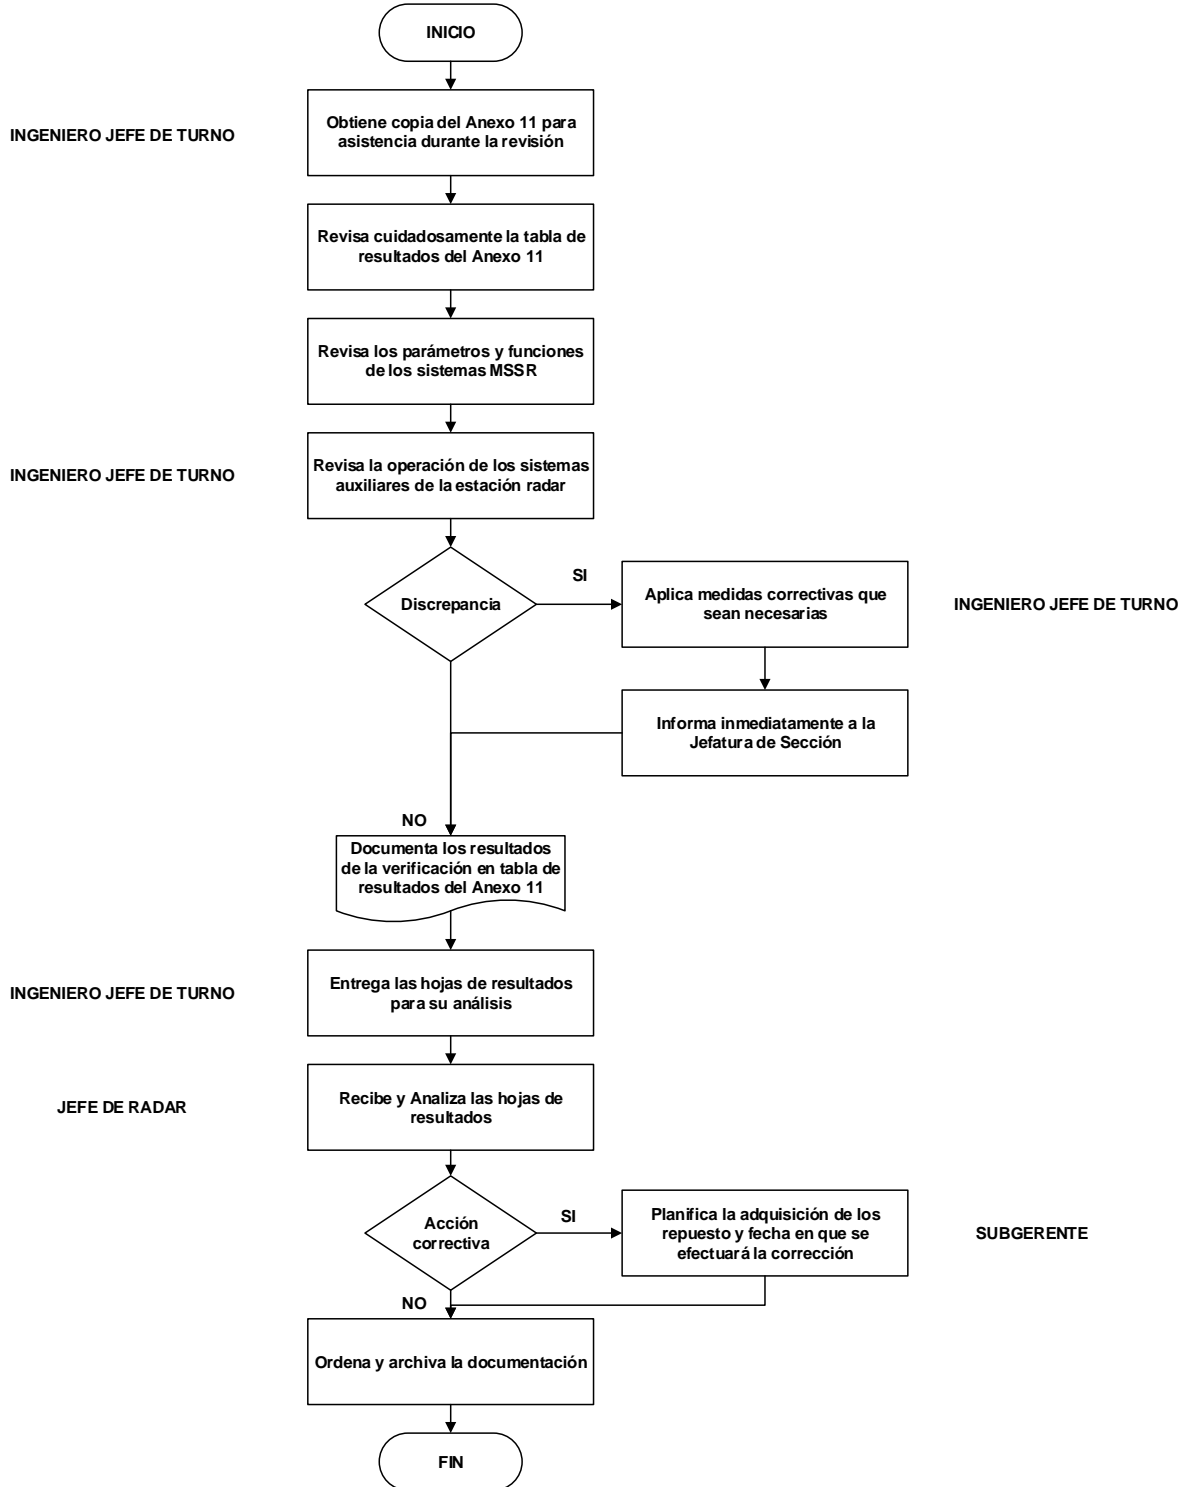 INICIO
INGENIERO JEFE DE TURNO
Obtiene copia del Anexo 11 para
asistencia durante la revisión
Revisa cuidadosamente la tabla de
resultados del Anexo 11
Revisa los parámetros y funciones
de los sistemas MSSR
INGENIERO JEFE DE TURNO
Revisa la operación de los sistemas
auxiliares de la estación radar
Discrepancia
SI
Aplica medidas correctivas que
sean necesarias
INGENIERO JEFE DE TURNO
Informa inmediatamente a la
Jefatura de Sección
NO
Documenta los resultados
de la verificación en tabla de
resultados del Anexo 11
INGENIERO JEFE DE TURNO
Entrega las hojas de resultados
para su análisis
JEFE DE RADAR
Recibe y Analiza las hojas de
resultados
Acción
correctiva
SI
Planifica la adquisición de los
repuesto y fecha en que se
efectuará la corrección
SUBGERENTE
NO
Ordena y archiva la documentación
FIN